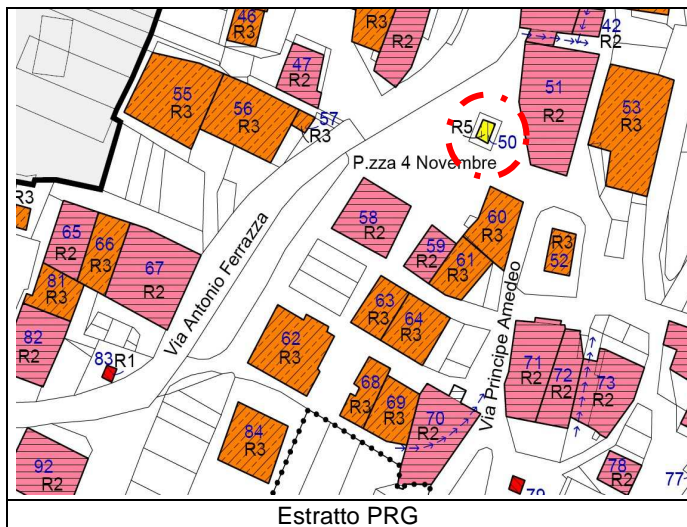 46
R3
47
R2
42
R2
51
R2
53
R3
55
R3
56
R3
57
R3
R5
50
P.zza 4 Novembre
R3
58
R2
60
R3
59
R2
61
R3
R3
52
65
R2
66
R3
67
R2
Via Antonio Ferrazza
81
R3
63
R3
64
R3
Via Principe Amedeo
82
R2
83
R1
62
R3
71
R2
72
R2
73
R2
68
R3
69
R3
70
R2
84
R3
92
R2
78
R2
77
79
Estratto PRG